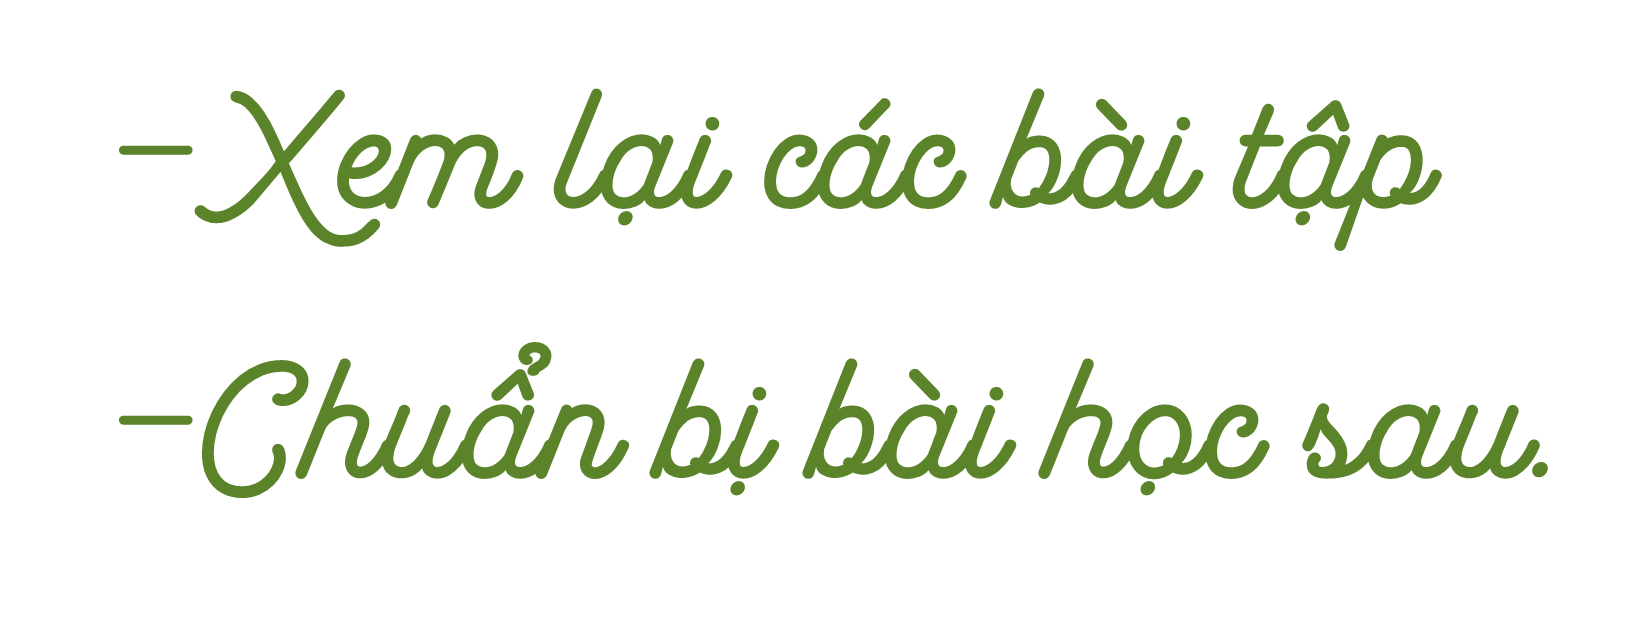 –Xem lại các bài tập
–Chuẩn bị bài học sau.